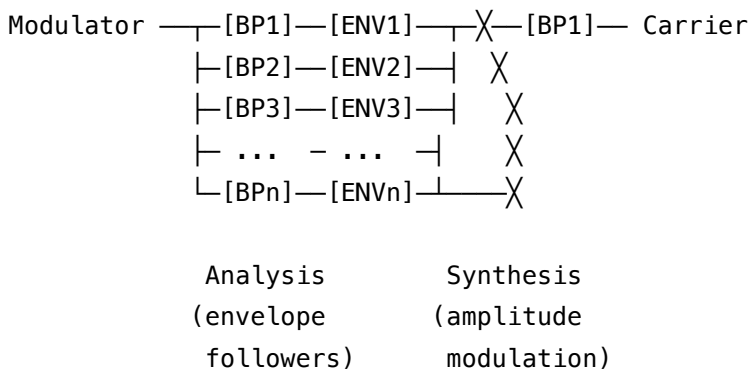 Modulator ──┬─[BP1]──[ENV1]──┬─╳──[BP1]── Carrier
├─[BP2]──[ENV2]──┤ ╳
├─[BP3]──[ENV3]──┤ ╳
├─ ... ─ ... ─┤ ╳
└─[BPn]──[ENVn]─┴────╳
Analysis Synthesis
(envelope (amplitude
followers) modulation)